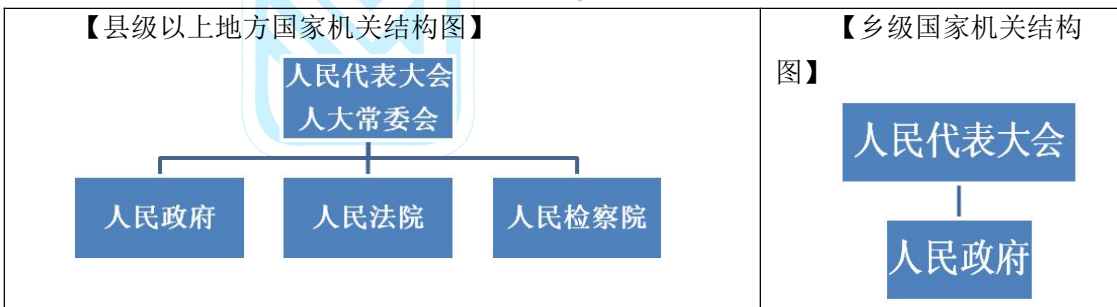 【县级以上地方国家机关结构图】
人民代表大会
人大常委会
人民政府
人民法院
人民检察院
【乡级国家机关结构
图】
人民代表大会
人民政府